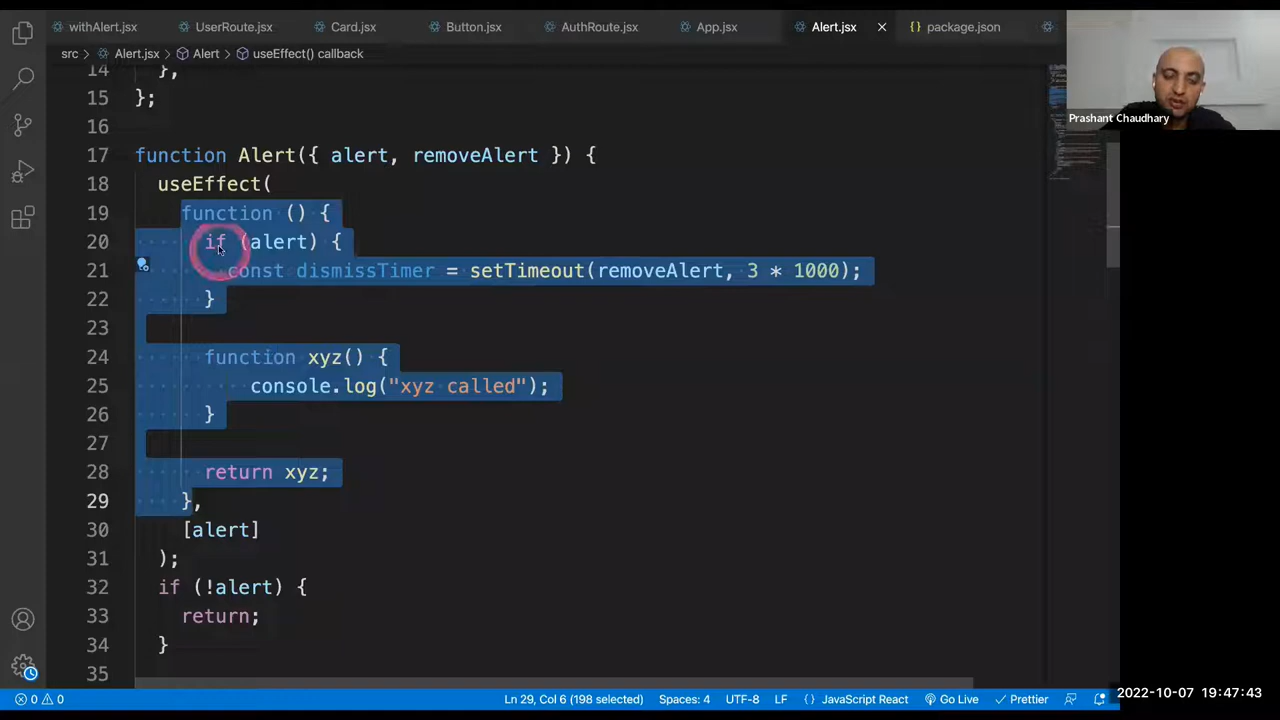 withAlert.jsx UserRoute.jsx Card.jsx Button.jsx AuthRoute.jsx App.jsx Alert.jsx package.json
src > Alert.jsx > Alert > useEffect() callback
Prashant Chaudhary
14 },
15 };
16
17 function Alert({ alert, removeAlert }) {
18 useEffect(
19 function () {
20 if (alert) {
21 const dismissTimer = setTimeout(removeAlert, 3 * 1000);
22 }
23
24 function xyz() {
25 console.log("xyz called");
26 }
27
28 return xyz;
29 },
30 [alert]
31 );
32 if (!alert) {
33 return;
34 }
35
0 0 Ln 29, Col 6 (198 selected) Spaces: 4 UTF-8 LF {} JavaScript React Go Live Prettier
2022-10-07 19:47:43